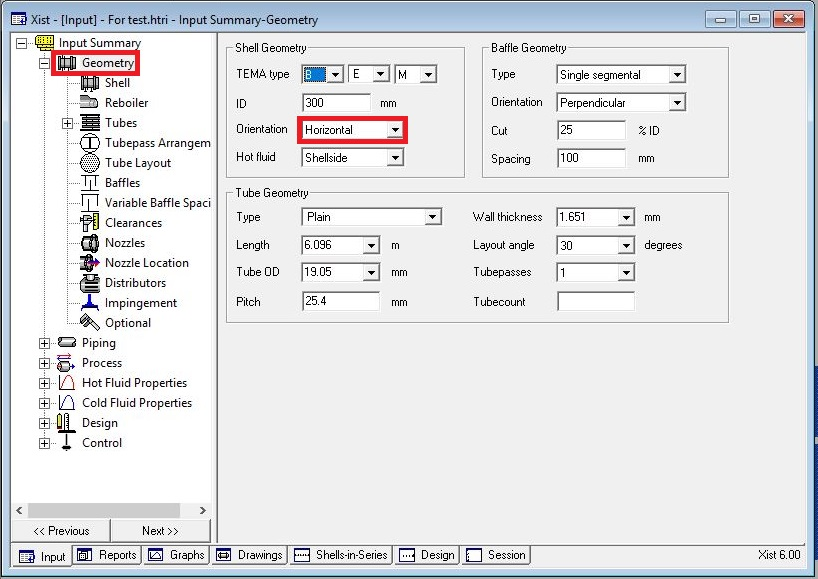 Xist - [Input] - For test.htri - Input Summary-Geometry
Input Summary
Geometry
Shell
Reboiler
Tubes
Tubepass Arrangem
Tube Layout
Baffles
Variable Baffle Spaci
Clearances
Nozzles
Nozzle Location
Distributors
Impingement
Optional
Piping
Process
Hot Fluid Properties
Cold Fluid Properties
Design
Control
<< Previous
Next>>
Shell Geometry
TEMA type B E M
ID 300 mm
Orientation Horizontal
Hot fluid Shellside
Baffle Geometry
Type Single segmental
Orientation Perpendicular
Cut 25 % ID
Spacing 100 mm
Tube Geometry
Type Plain
Length 6.096 m
Tube OD 19.05 mm
Pitch 25.4 mm
Wall thickness 1.651 mm
Layout angle 30 degrees
Tubepasses 1
Tubecount
Input Reports Graphs Drawings Shells-in-Series Design Session
Xist 6.00